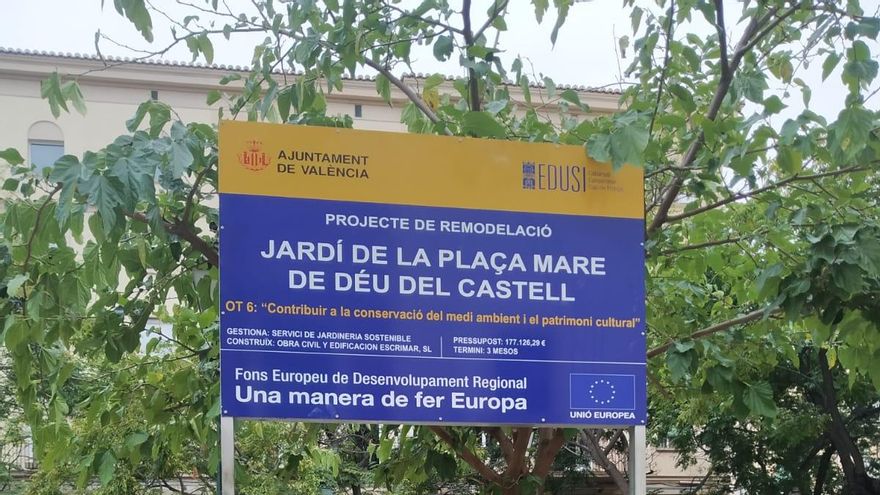 AJUNTAMENT
DE VALÈNCIA
EDUSI
PROJECTE DE REMODELACIÓ
JARDÍ DE LA PLAÇA MARE
DE DÉU DEL CASTELL
OT 6: “Contribuir a la conservació del medi ambient i el patrimoni cultural”
GESTIONA: SERVICI DE JARDINERIA SOSTENIBLE
CONSTRUÏX: OBRA CIVIL Y EDIFICACION ESCRIMAR, SL
PRESSUPOST: 177.126,29 €
TERMINI: 3 MESOS
Fons Europeu de Desenvolupament Regional
Una manera de fer Europa
UNIÓ EUROPEA